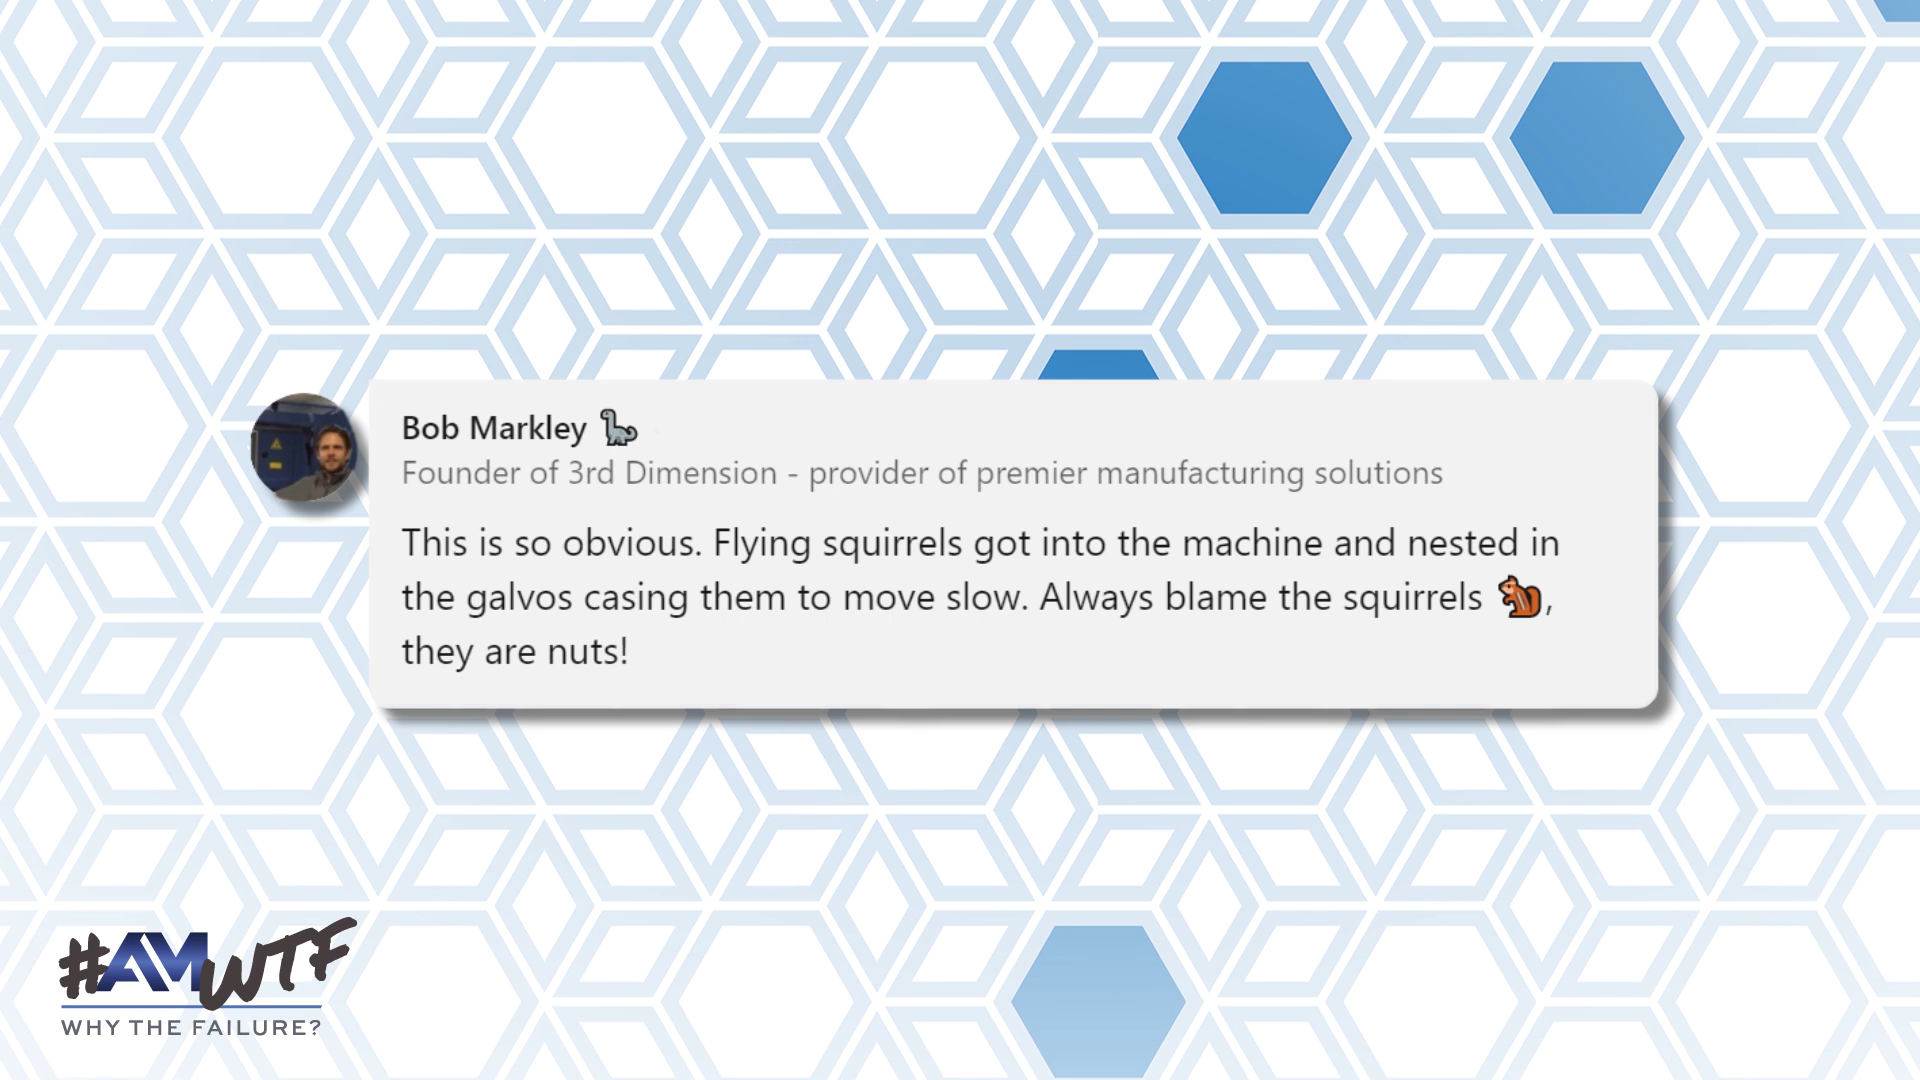 Bob Markley 🦕
Founder of 3rd Dimension - provider of premier manufacturing solutions
This is so obvious. Flying squirrels got into the machine and nested in
the galvos casing them to move slow. Always blame the squirrels 🐿,
they are nuts!
#AMWTF
WHY THE FAILURE?